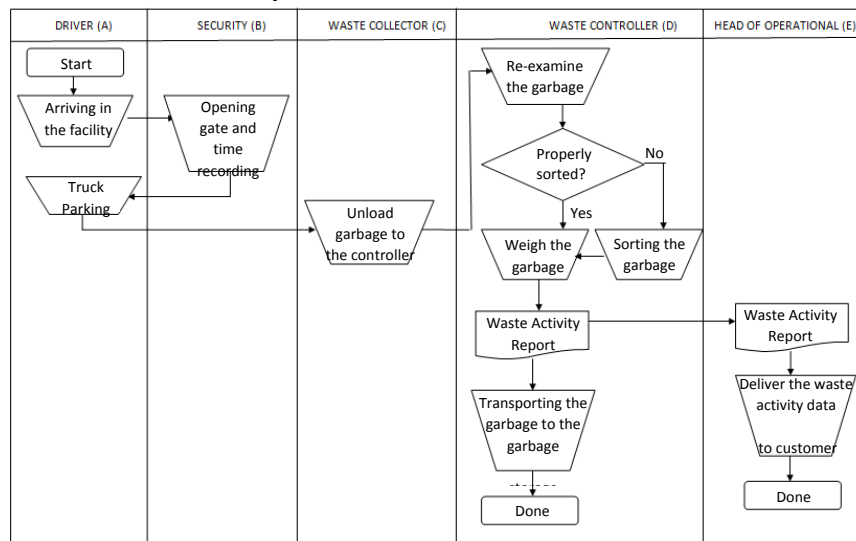 DRIVER (A)
SECURITY (B)
WASTE COLLECTOR (C)
WASTE CONTROLLER (D)
HEAD OF OPERATIONAL (E)
Start
Arriving in
the facility
Opening
gate and
time
recording
Truck
Parking
Unload
garbage to
the controller
Re-examine
the garbage
Properly
sorted?
No
Yes
Weigh the
garbage
Sorting the
garbage
Waste Activity
Report
Waste Activity
Report
Transporting the
garbage to the
garbage
Deliver the waste
activity data
to customer
Done
Done